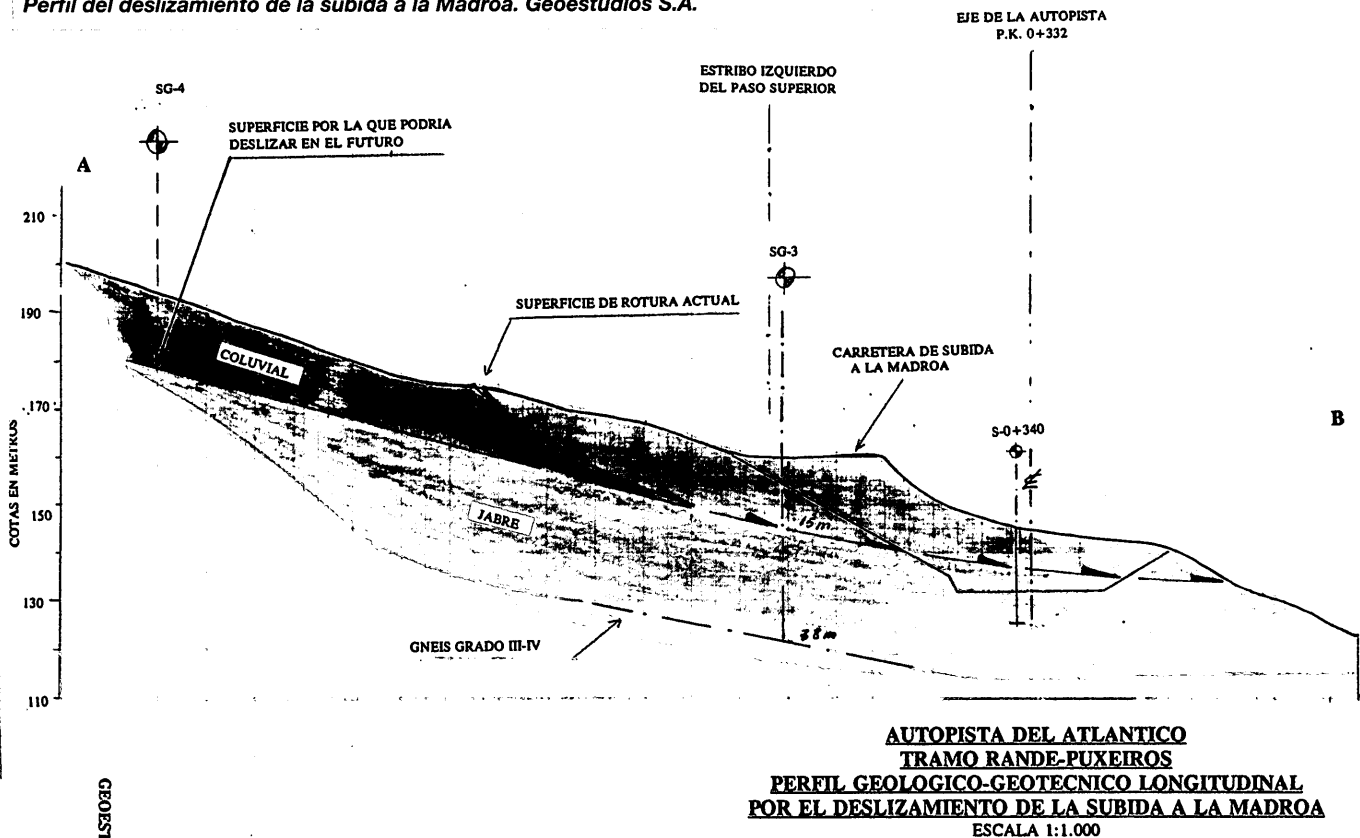 Perfil del deslizamiento de la subida a la Madroa. Geoestudios S.A.
EJE DE LA AUTOPISTA
P.K. 0+332
ESTRIBO IZQUIERDO
DEL PASO SUPERIOR
SG-4
SUPERFICIE POR LA QUE PODRIA
DESLIZAR EN EL FUTURO
A
210
SG-3
190
SUPERFICIE DE ROTURA ACTUAL
CARRETERA DE SUBIDA
A LA MADROA
COLUVIAL
170
B
S-0+340
COTAS EN METROS
150
JABRE
15 m
130
38 m
GNEIS GRADO III-IV
110
AUTOPISTA DEL ATLANTICO
TRAMO RANDE-PUXEIROS
PERFIL GEOLOGICO-GEOTECNICO LONGITUDINAL
POR EL DESLIZAMIENTO DE LA SUBIDA A LA MADROA
ESCALA 1:1.000
GEOEST